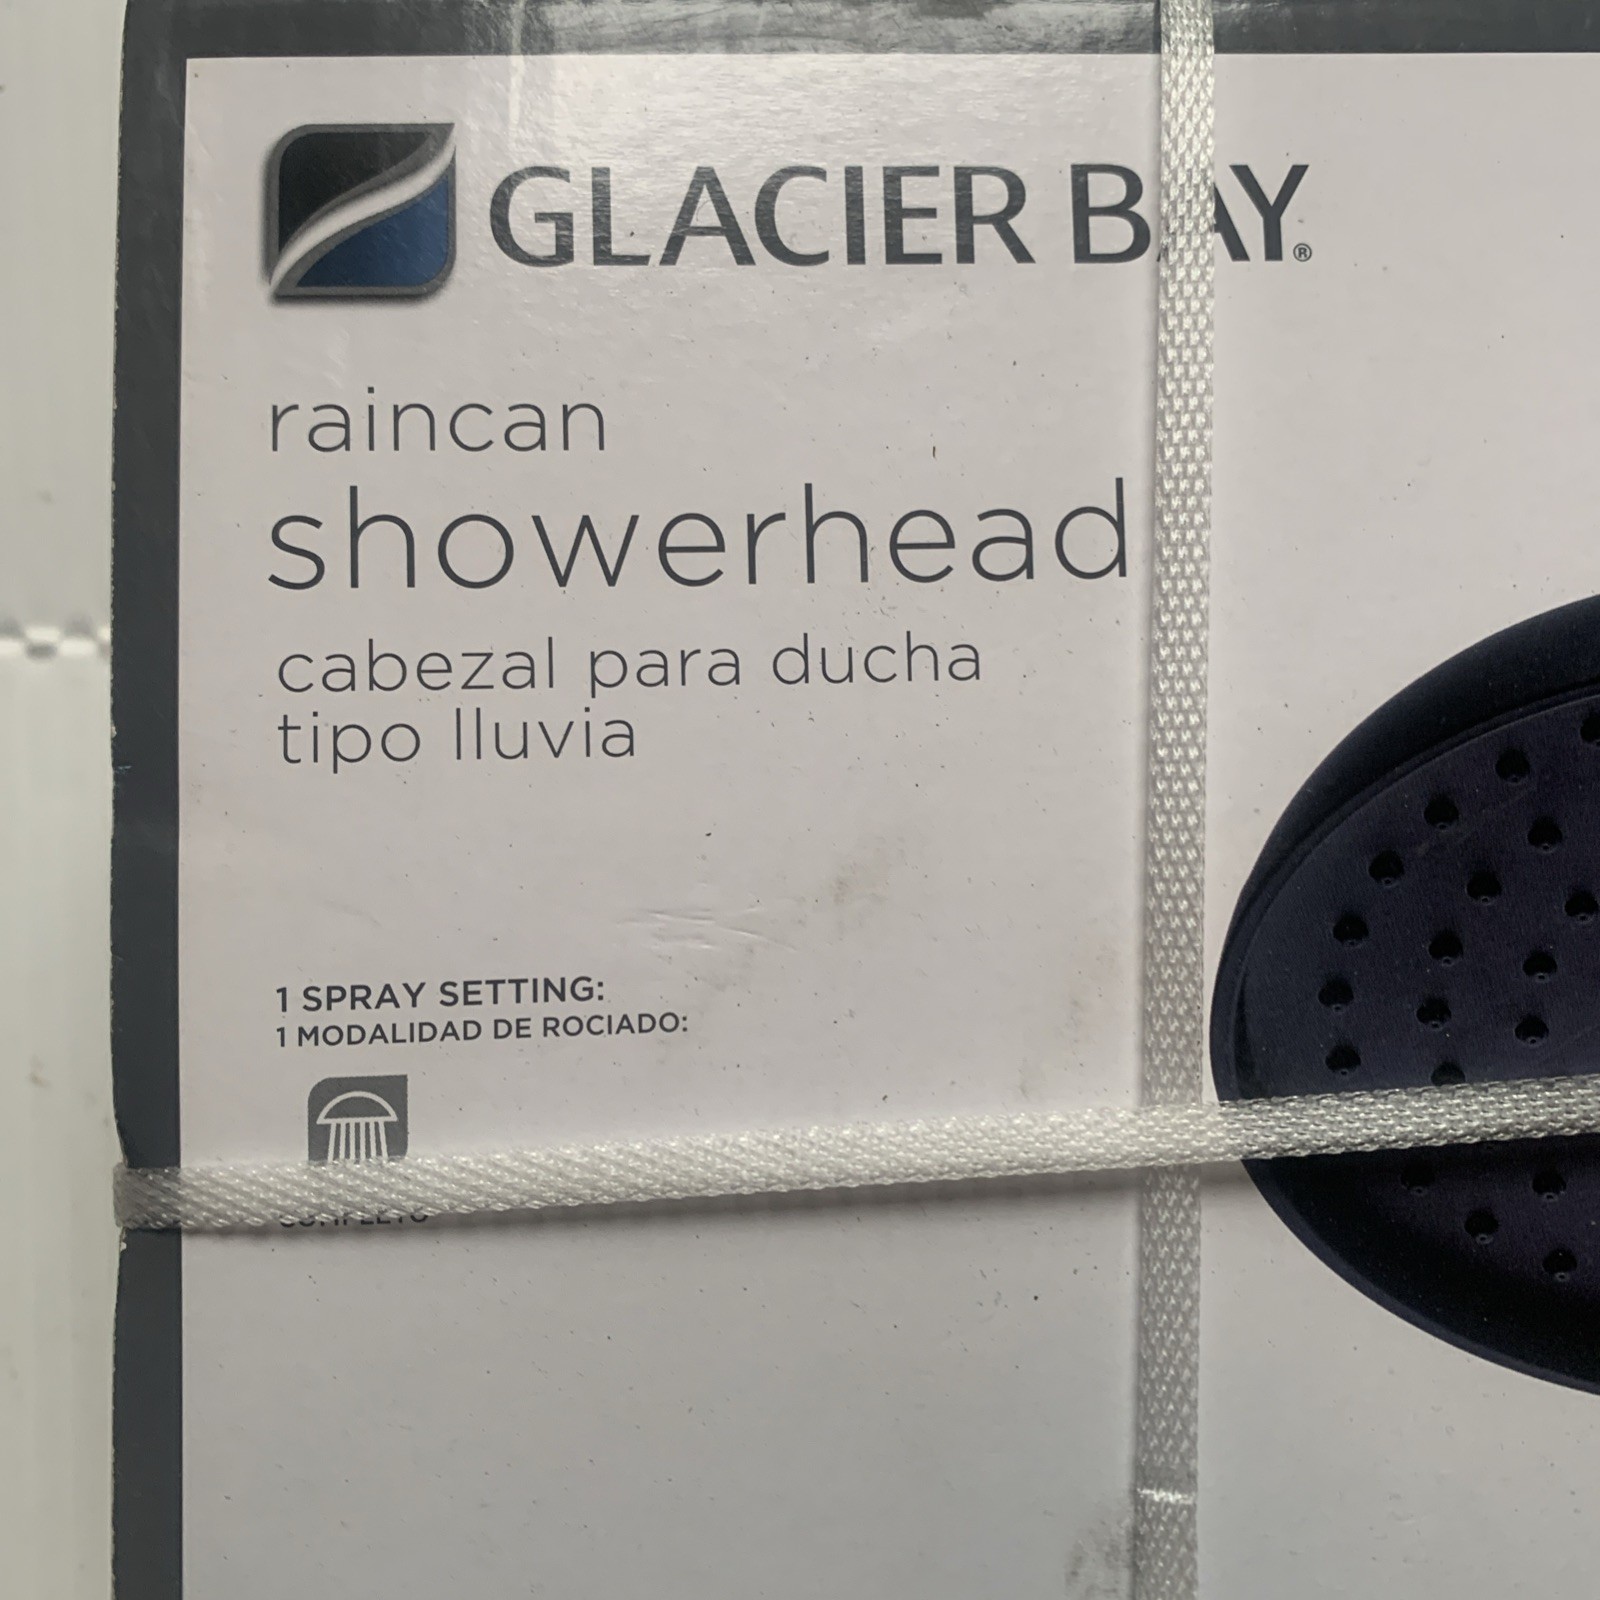 GLACIER BAY®
raincan
showerhead
cabezal para ducha
tipo lluvia
1 SPRAY SETTING:
1 MODALIDAD DE ROCIADO: